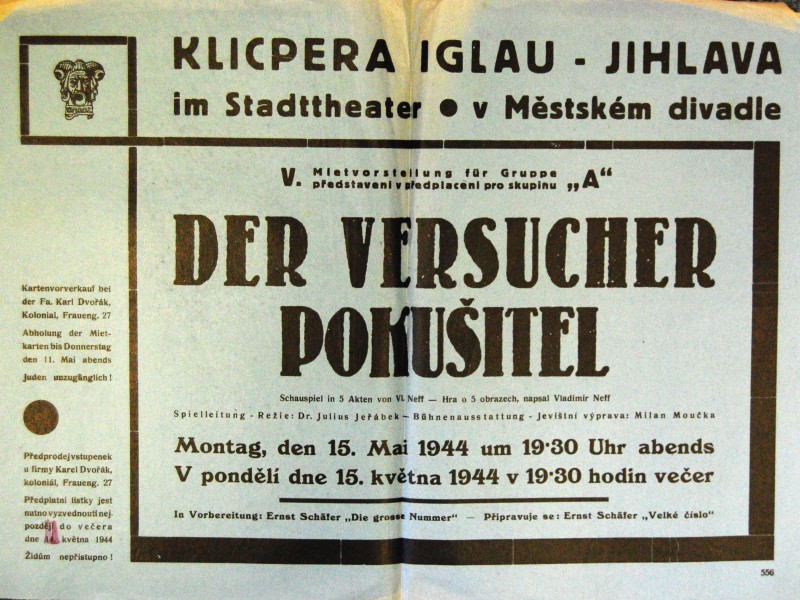 KLICPERA IGLAU - JIHLAVA
im Stadttheater ● v Městském divadle
V. Mietvorstellung für Gruppe „A“
představení v předplacení pro skupinu
DER VERSUCHER
POKUŠITEL
Schauspiel in 5 Akten von Vl. Neff — Hra o 5 obrazech, napsal Vladimír Neff
Spielleitung - Režie: Dr. Julius Jeřábek — Bühnenausstattung - Jevištní výprava: Milan Moučka
Montag, den 15. Mai 1944 um 19·30 Uhr abends
V pondělí dne 15. května 1944 v 19·30 hodin večer
In Vorbereitung: Ernst Schäfer „Die grosse Nummer“ — Připravuje se: Ernst Schäfer „Velké číslo“
Kartenvorverkauf bei
der Fa. Karl Dvořák,
Kolonial, Fraueng. 27
Abholung der Miet-
karten bis Donnerstag
den 11. Mai abends
Juden unzugänglich!
Předprodej vstupenek
u firmy Karel Dvořák,
koloniál, Fraueng. 27
Předplatní lístky jest
nutno vyzvednouti nej-
později do večera
dne května 1944
Židům nepřístupno!
556